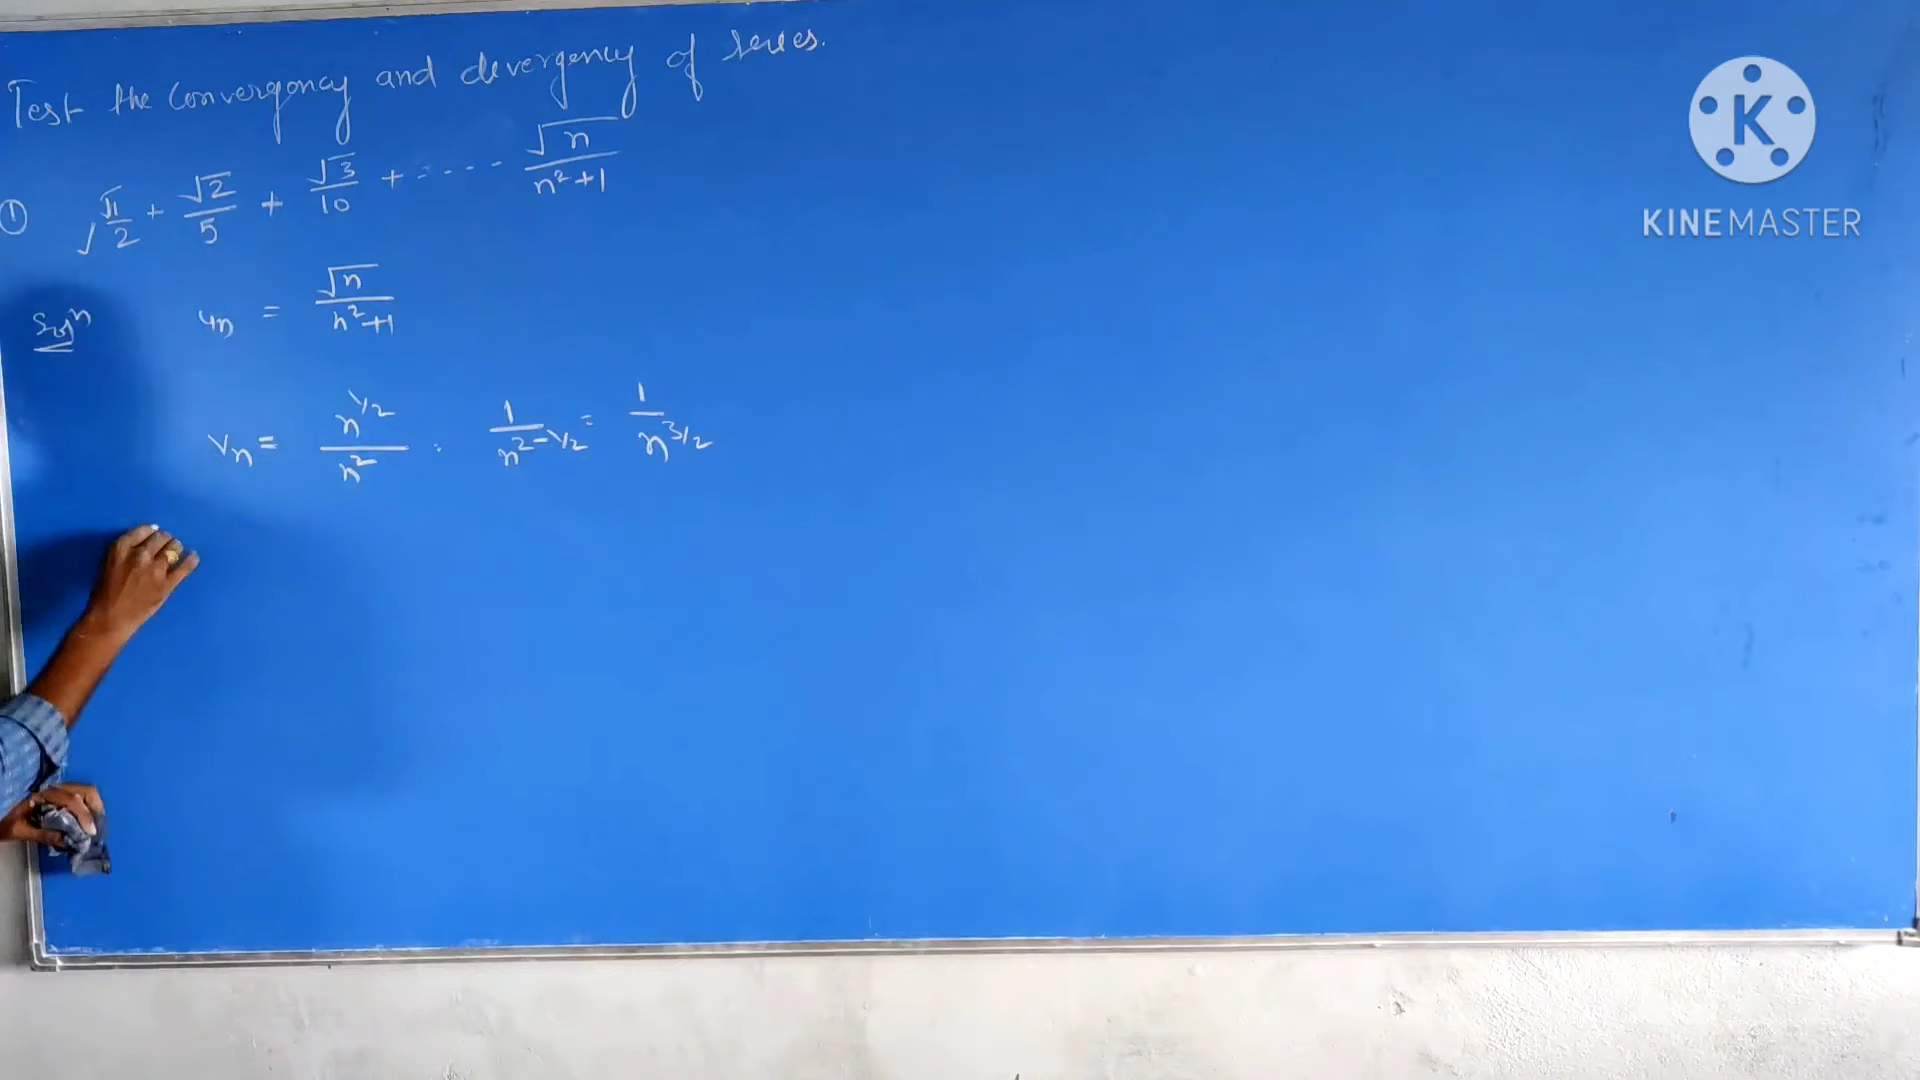 Test the convergency and divergency of series.
① √1/2 + √2/5 + √3/10 + ---- √n/n²+1
Solⁿ uₙ = √n/n²+1
vₙ = n^1/2/n² = 1/n^2-1/2 = 1/n^3/2
K
KINEMASTER